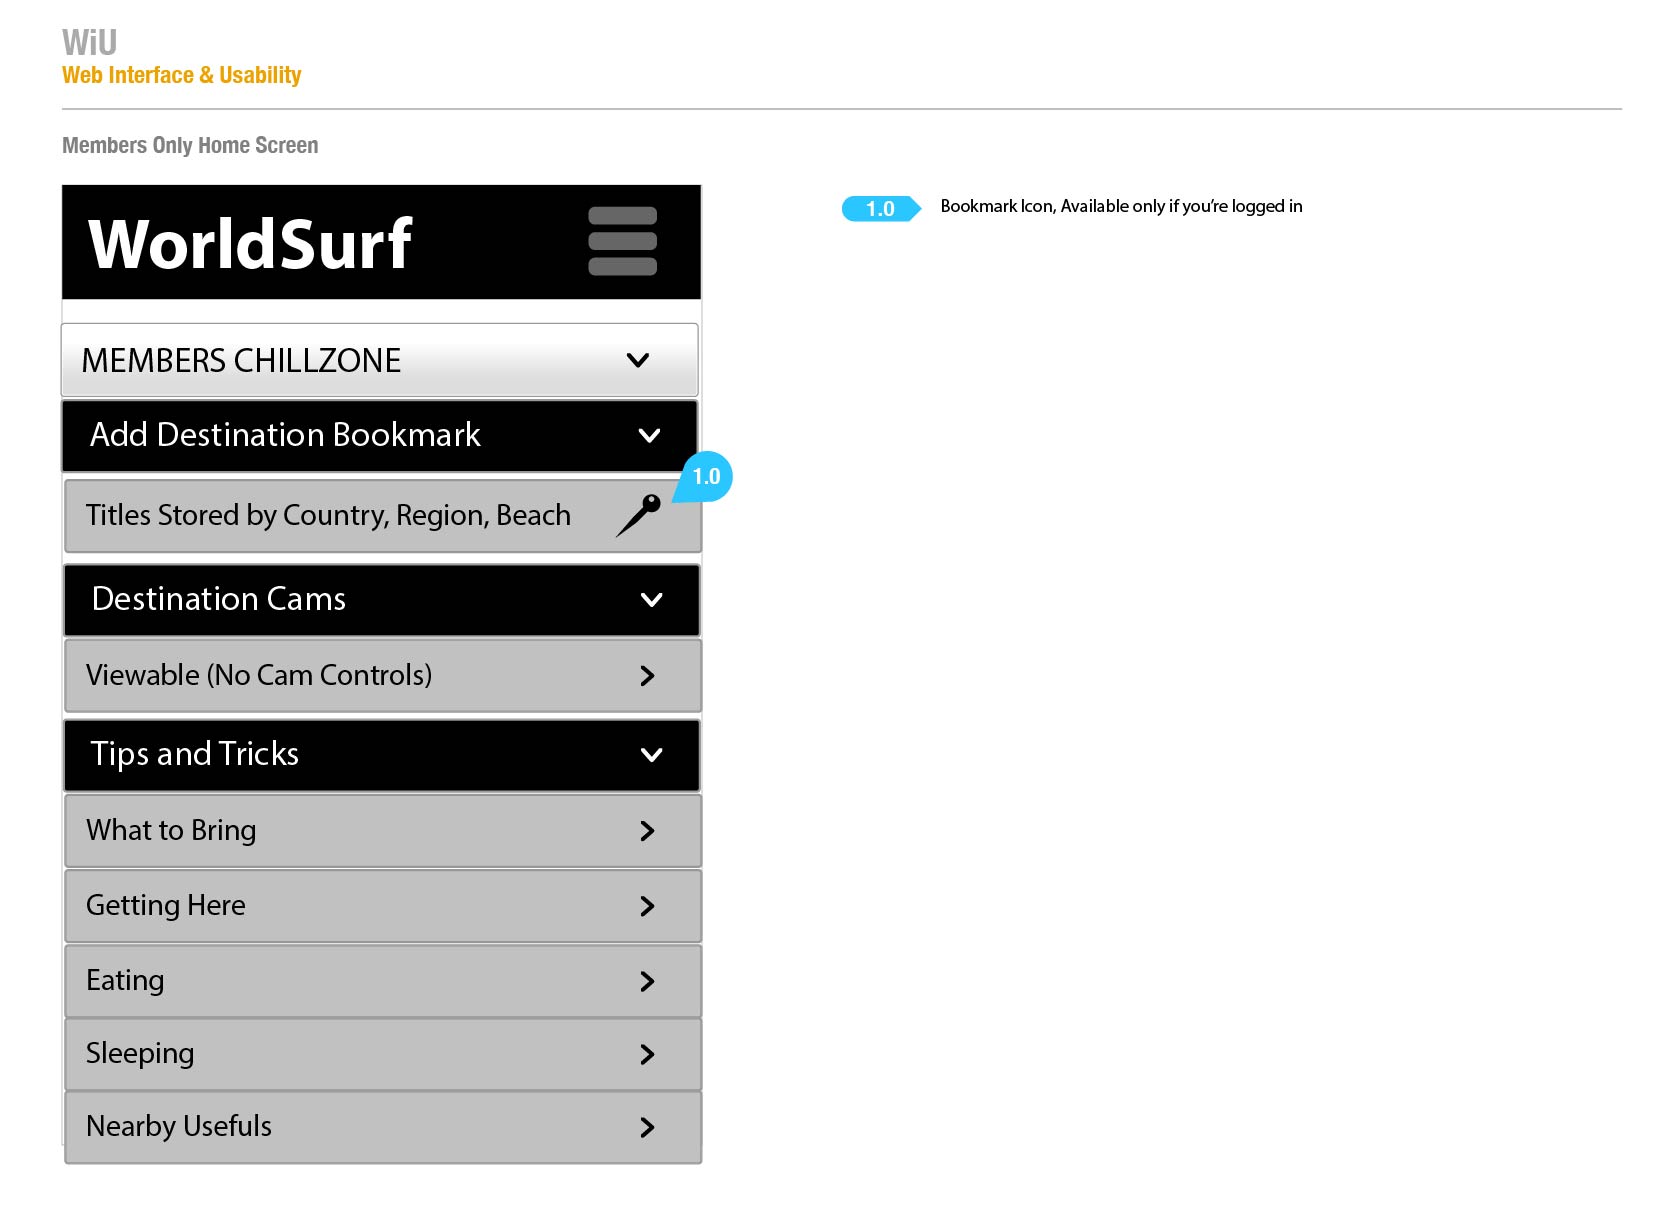 WiU
Web Interface & Usability
Members Only Home Screen
WorldSurf
MEMBERS CHILLZONE
Add Destination Bookmark
1.0
Titles Stored by Country, Region, Beach
Destination Cams
Viewable (No Cam Controls)
Tips and Tricks
What to Bring
Getting Here
Eating
Sleeping
Nearby Usefuls
1.0 Bookmark Icon, Available only if you’re logged in